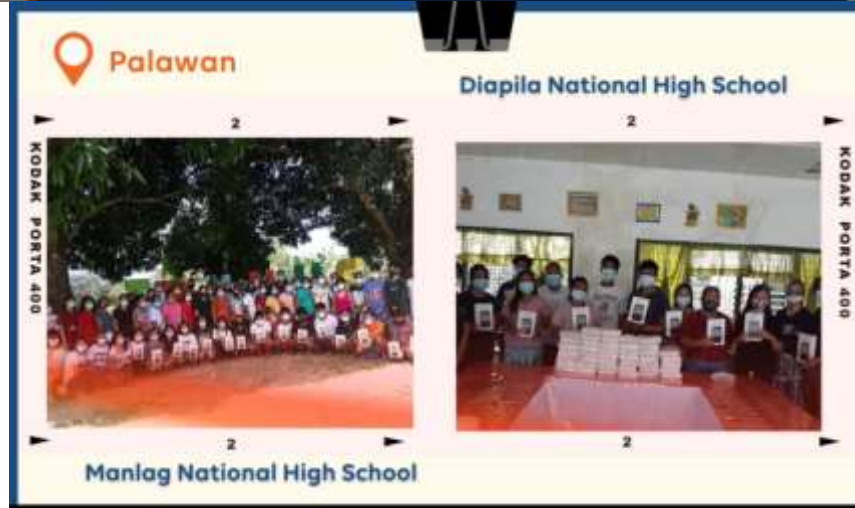 Palawan
Diapila National High School
2
2
KODAK PORTA 400
KODAK PORTA 400
2
2
Manlag National High School